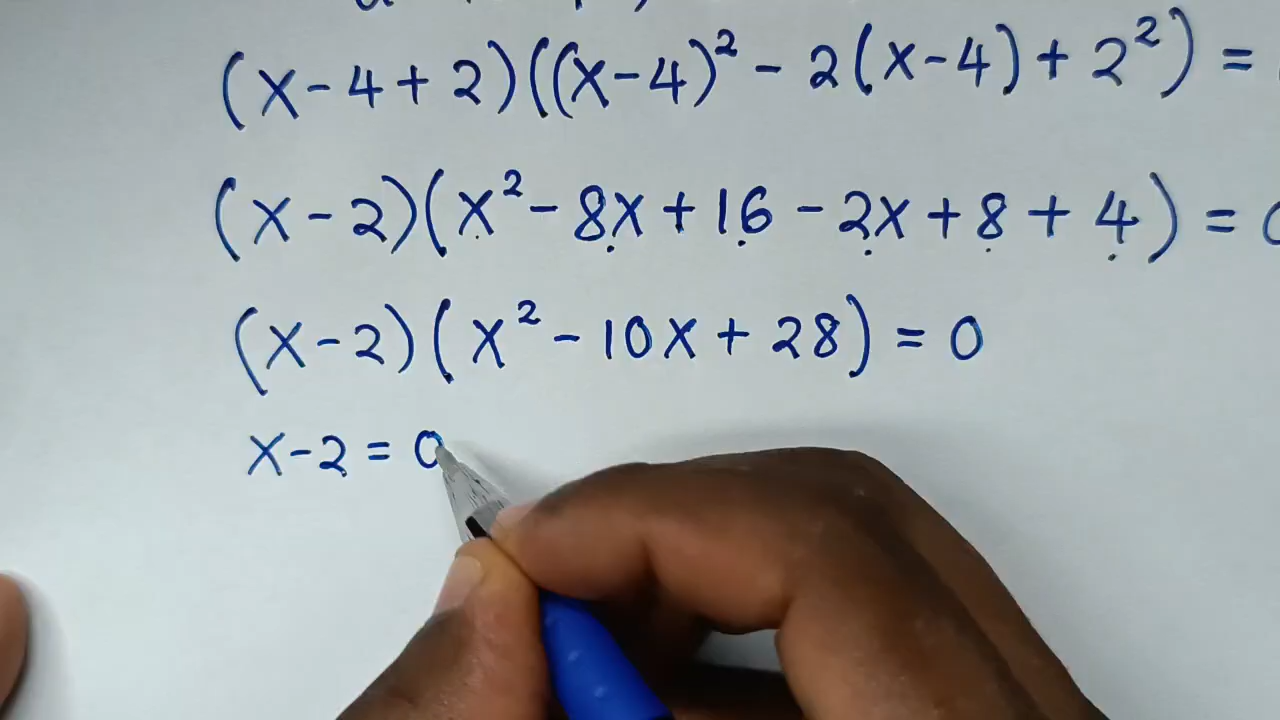 (x-4+2)((x-4)²-2(x-4)+2²)=
(x-2)(x²-8x+16-2x+8+4)=0
(x-2)(x²-10x+28)=0
x-2=0